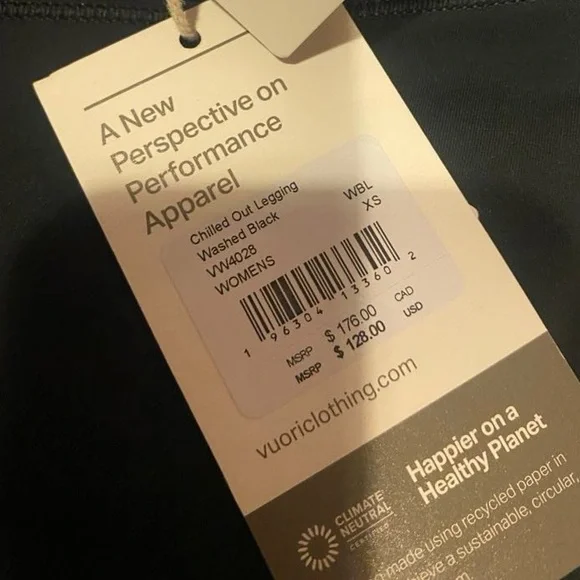 A New
Perspective on
Performance
Apparel
Chilled Out Legging WBL
Washed Black XS
VW4028
WOMENS
1 96304 13360 2
MSRP $ 176.00 CAD
MSRP $ 128.00 USD
vuoriclothing.com
Happier on a
Healthy Planet
CLIMATE
NEUTRAL
CERTIFIED
made using recycled paper in
a sustainable, circular,